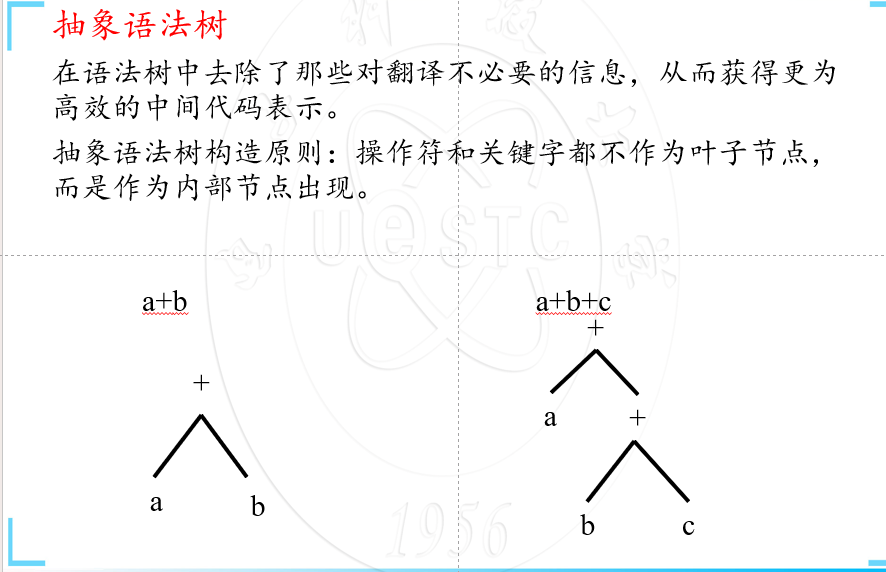 抽象语法树
在语法树中去除了那些对翻译不必要的信息，从而获得更为
高效的中间代码表示。
抽象语法树构造原则：操作符和关键字都不作为叶子节点，
而是作为内部节点出现。
UESTC
a+b
a+b+c
+
+
a
+
a
b
b
c
1956